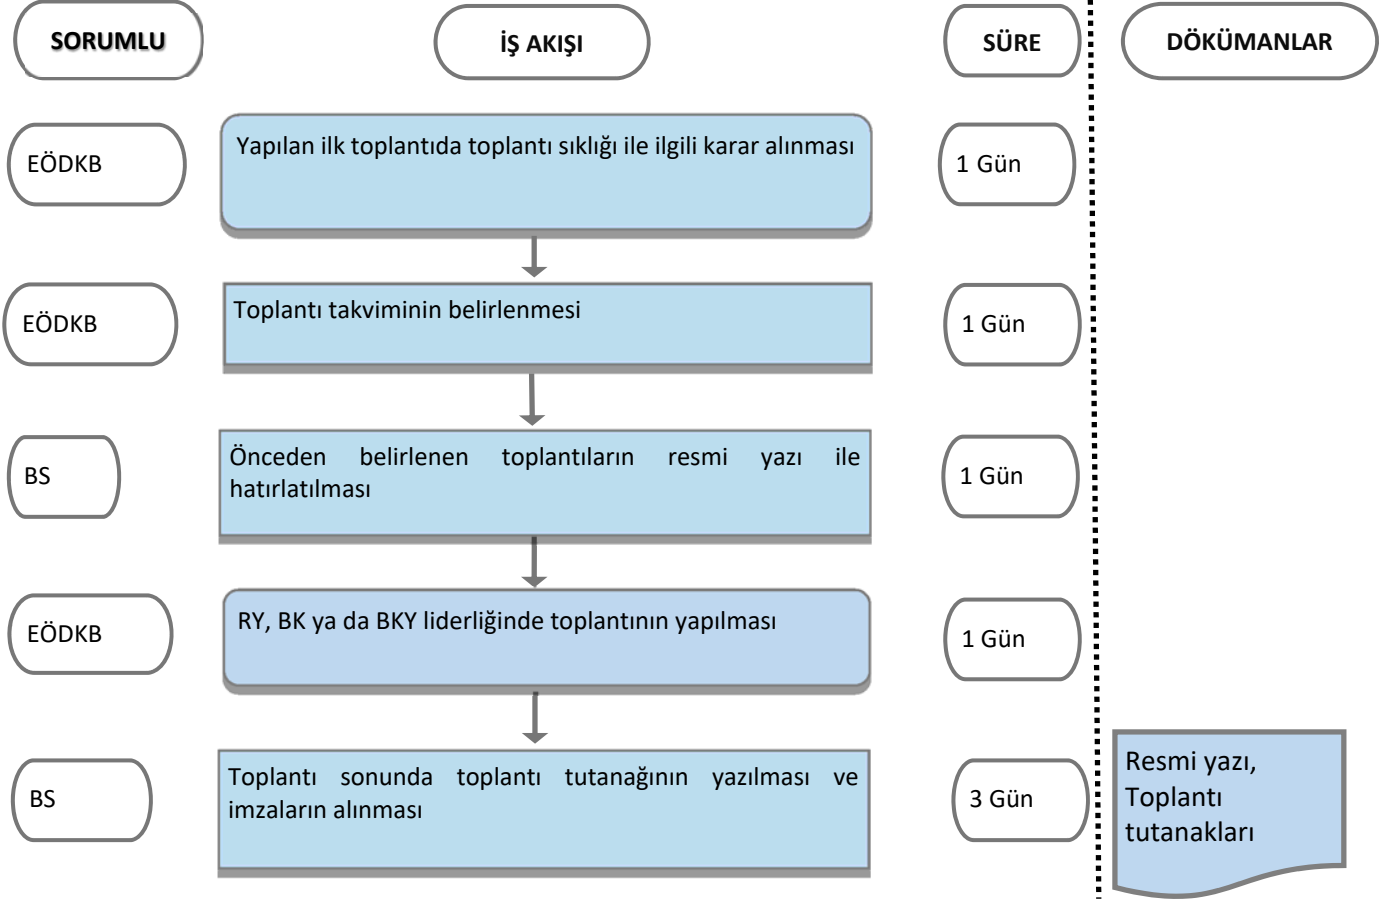 SORUMLU
İŞ AKIŞI
SÜRE
DÖKÜMANLAR
EÖDKB
Yapılan ilk toplantıda toplantı sıklığı ile ilgili karar alınması
1 Gün
EÖDKB
Toplantı takviminin belirlenmesi
1 Gün
BS
Önceden belirlenen toplantıların resmi yazı ile
hatırlatılması
1 Gün
EÖDKB
RY, BK ya da BKY liderliğinde toplantının yapılması
1 Gün
BS
Toplantı sonunda toplantı tutanağının yazılması ve
imzaların alınması
3 Gün
Resmi yazı,
Toplantı
tutanakları